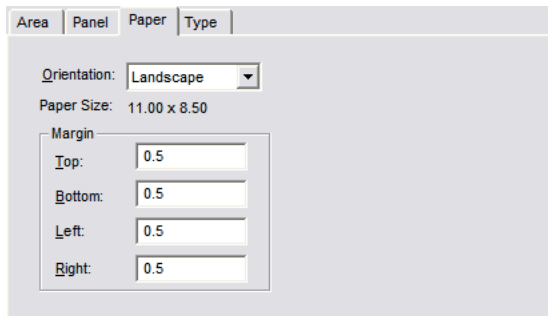 Area Panel Paper Type
Orientation: Landscape
Paper Size: 11.00 x 8.50
Margin
Top: 0.5
Bottom: 0.5
Left: 0.5
Right: 0.5